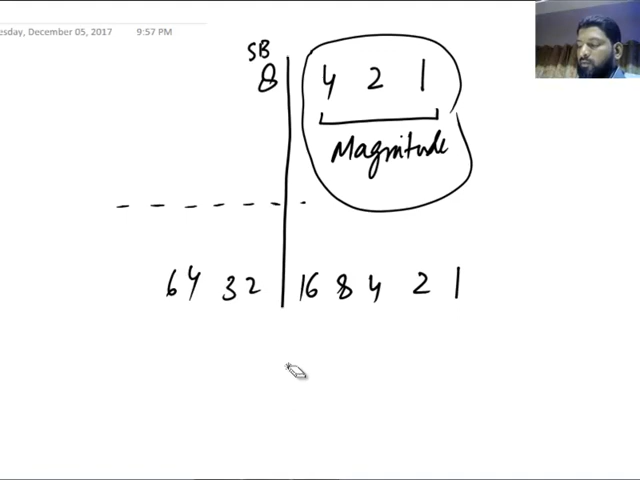 esday, December 05, 2017 9:57 PM
SB
8 4 2 1
Magnitude
64 32 16 8 4 2 1